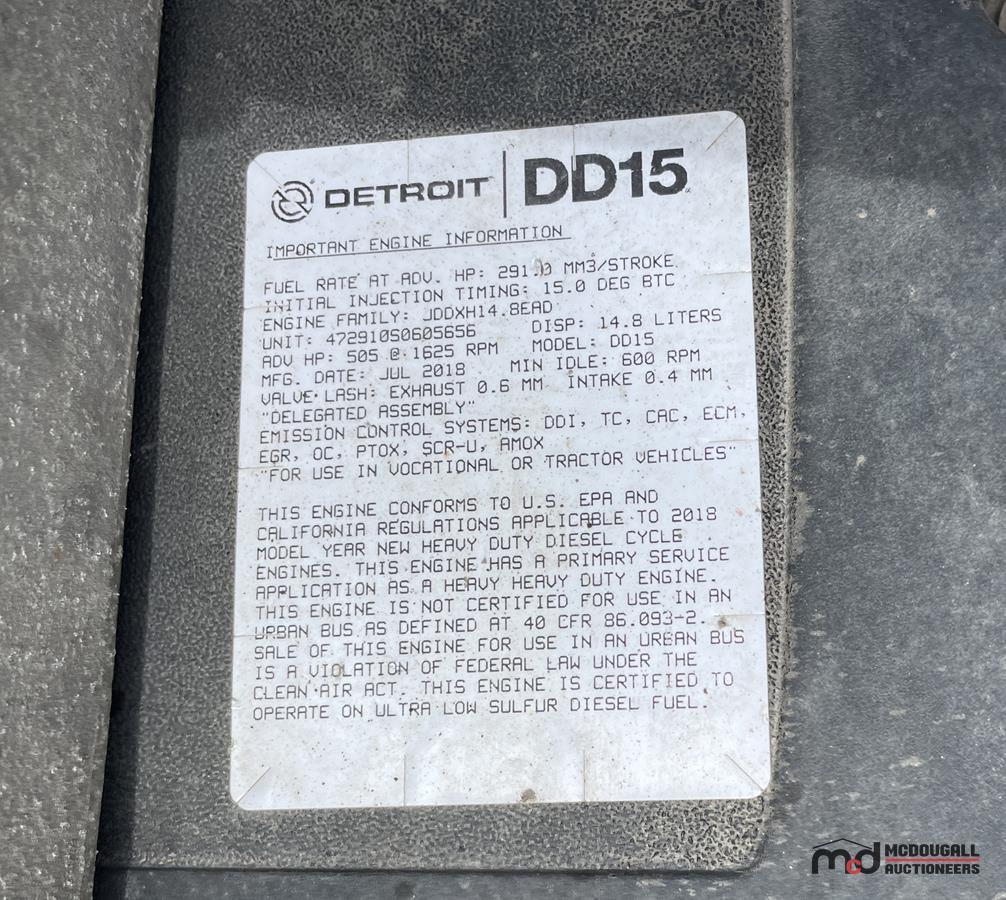 DETROIT | DD15
IMPORTANT ENGINE INFORMATION
FUEL RATE AT ADV. HP: 291.0 MM3/STROKE
INITIAL INJECTION TIMING: 15.0 DEG BTC
ENGINE FAMILY: JDDXH14.8EAD
UNIT: 472910S0605656 DISP: 14.8 LITERS
ADV HP: 505 @ 1625 RPM MODEL: DD15
MFG. DATE: JUL 2018 MIN IDLE: 600 RPM
VALVE LASH: EXHAUST 0.6 MM INTAKE 0.4 MM
"DELEGATED ASSEMBLY"
EMISSION CONTROL SYSTEMS: DDI, TC, CAC, ECM,
EGR, OC, PTOX, SCR-U, AMOX
"FOR USE IN VOCATIONAL OR TRACTOR VEHICLES"
THIS ENGINE CONFORMS TO U.S. EPA AND
CALIFORNIA REGULATIONS APPLICABLE TO 2018
MODEL YEAR NEW HEAVY DUTY DIESEL CYCLE
ENGINES. THIS ENGINE HAS A PRIMARY SERVICE
APPLICATION AS A HEAVY HEAVY DUTY ENGINE.
THIS ENGINE IS NOT CERTIFIED FOR USE IN AN
URBAN BUS AS DEFINED AT 40 CFR 86.093-2.
SALE OF THIS ENGINE FOR USE IN AN URBAN BUS
IS A VIOLATION OF FEDERAL LAW UNDER THE
CLEAN AIR ACT. THIS ENGINE IS CERTIFIED TO
OPERATE ON ULTRA LOW SULFUR DIESEL FUEL.
mcd MCDOUGALL
AUCTIONEERS